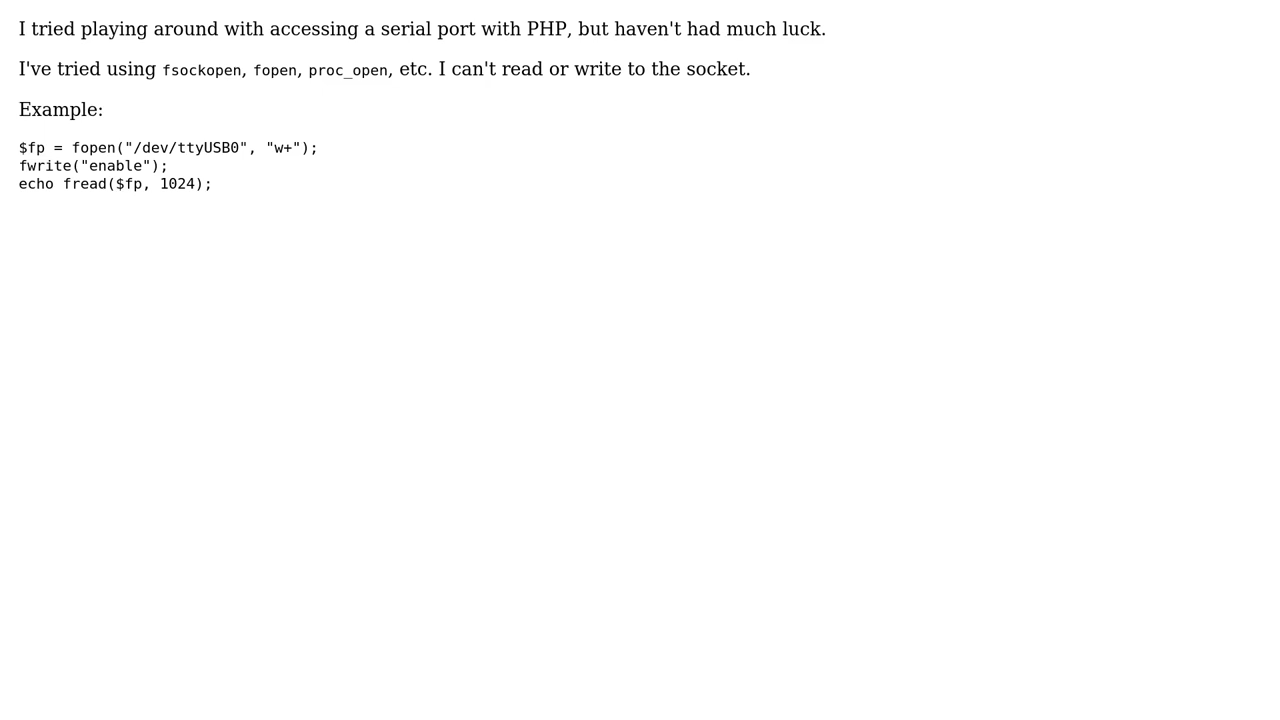 I tried playing around with accessing a serial port with PHP, but haven't had much luck.
I've tried using fsockopen, fopen, proc_open, etc. I can't read or write to the socket.
Example:
$fp = fopen("/dev/ttyUSB0", "w+");
fwrite("enable");
echo fread($fp, 1024);